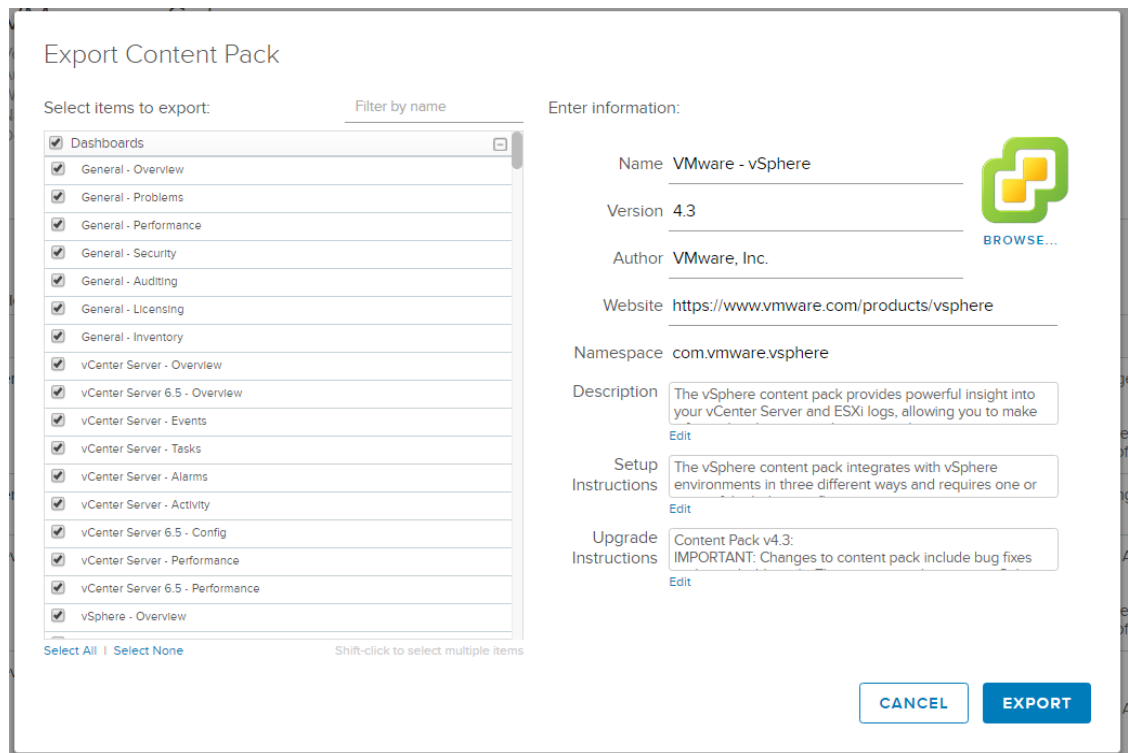 Export Content Pack
Select items to export:
Filter by name
Dashboards
General - Overview
General - Problems
General - Performance
General - Security
General - Auditing
General - Licensing
General - Inventory
vCenter Server - Overview
vCenter Server 6.5 - Overview
vCenter Server - Events
vCenter Server - Tasks
vCenter Server - Alarms
vCenter Server - Activity
vCenter Server 6.5 - Config
vCenter Server - Performance
vCenter Server 6.5 - Performance
vSphere - Overview
Select All | Select None
Shift-click to select multiple items
Enter information:
Name VMware - vSphere
Version 4.3
Author VMware, Inc.
Website https://www.vmware.com/products/vsphere
Namespace com.vmware.vsphere
BROWSE...
Description
The vSphere content pack provides powerful insight into
your vCenter Server and ESXi logs, allowing you to make
Edit
Setup
Instructions
The vSphere content pack integrates with vSphere
environments in three different ways and requires one or
Edit
Upgrade
Instructions
Content Pack v4.3:
IMPORTANT: Changes to content pack include bug fixes
Edit
CANCEL
EXPORT